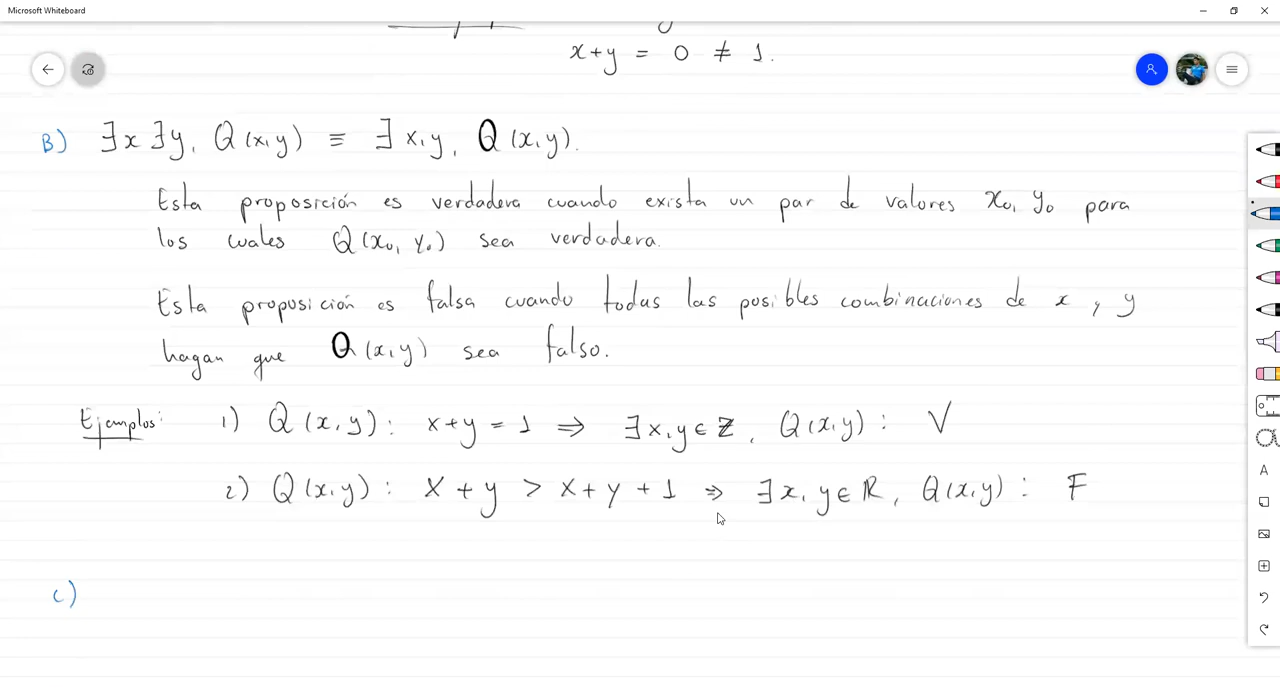 Microsoft Whiteboard
x+y = 0 ≠ 1.
B) ∃x ∃y, Q(x,y) ≡ ∃ x,y, Q(x,y).
Esta proposición es verdadera cuando exista un par de valores x₀, y₀ para
los cuales Q(x₀, y₀) sea verdadera.
Esta proposición es falsa cuando todas las posibles combinaciones de x, y
hagan que Q(x,y) sea falso.
Ejemplos: 1) Q(x,y): x+y = 1 ⇒ ∃x,y ∈ ℤ, Q(x,y): V
2) Q(x,y): x+y > x+y+1 ⇒ ∃x,y ∈ ℝ, Q(x,y): F
C)
A